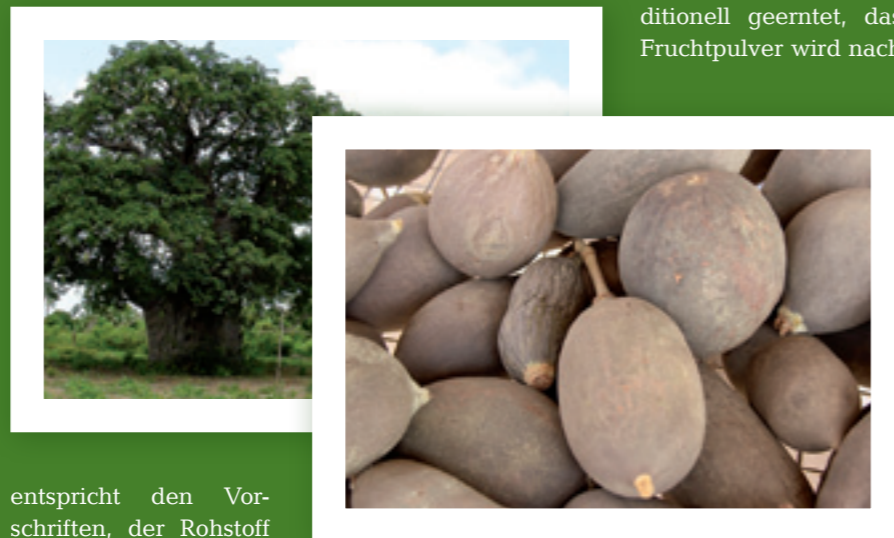 ditionell geerntet, das
Fruchtpulver wird nach
entspricht den Vor-
schriften, der Rohstoff